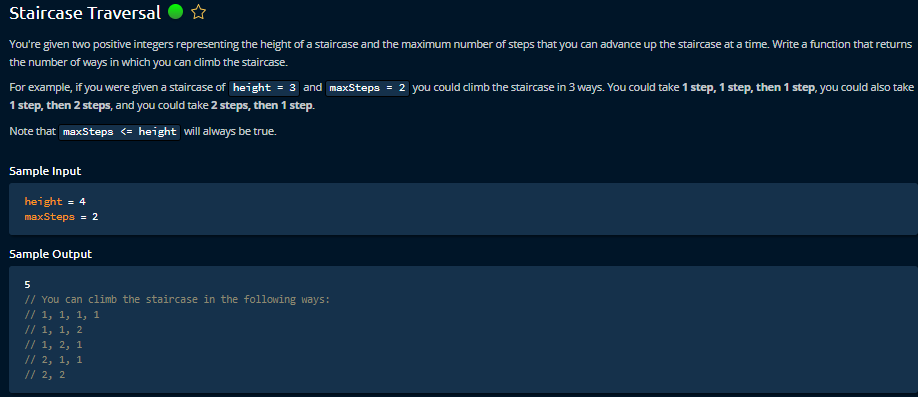 Staircase Traversal
You're given two positive integers representing the height of a staircase and the maximum number of steps that you can advance up the staircase at a time. Write a function that returns
the number of ways in which you can climb the staircase.
For example, if you were given a staircase of height = 3 and maxSteps = 2 you could climb the staircase in 3 ways. You could take 1 step, 1 step, then 1 step, you could also take
1 step, then 2 steps, and you could take 2 steps, then 1 step.
Note that maxSteps <= height will always be true.
Sample Input
height = 4
maxSteps = 2
Sample Output
5
// You can climb the staircase in the following ways:
// 1, 1, 1, 1
// 1, 1, 2
// 1, 2, 1
// 2, 1, 1
// 2, 2